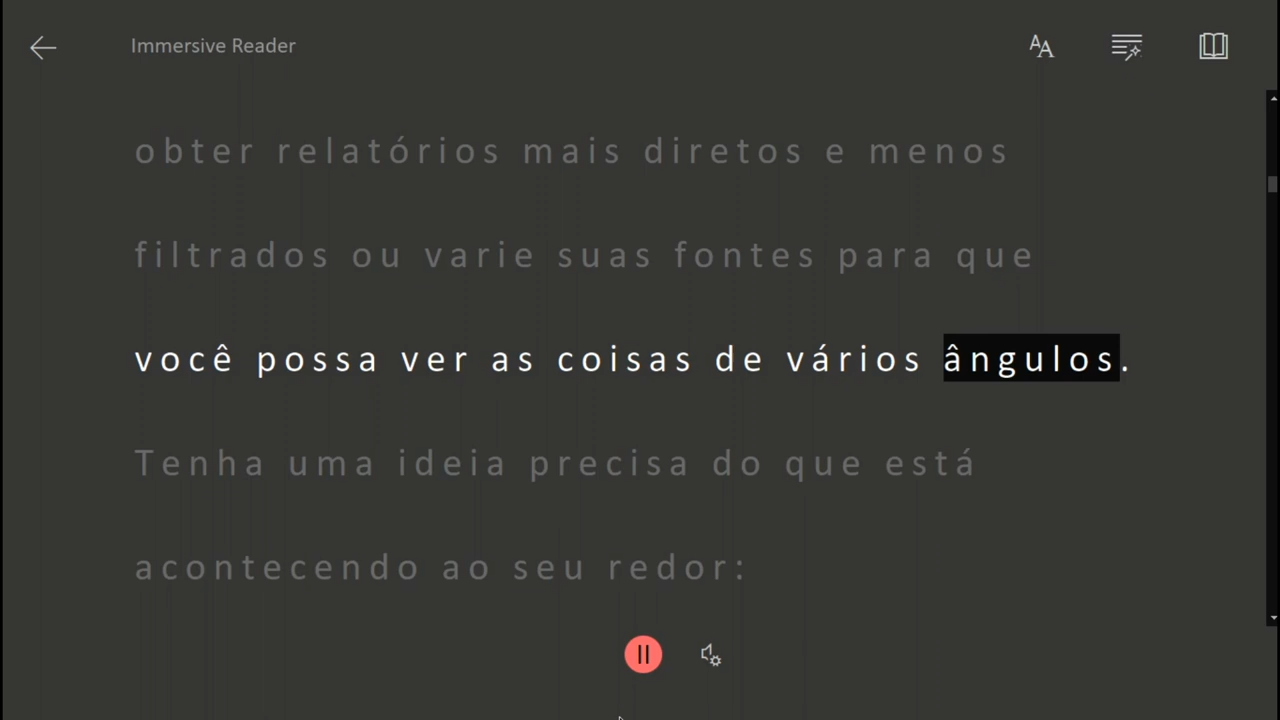 Immersive Reader
obter relatórios mais diretos e menos
filtrados ou varie suas fontes para que
você possa ver as coisas de vários ângulos.
Tenha uma ideia precisa do que está
acontecendo ao seu redor: